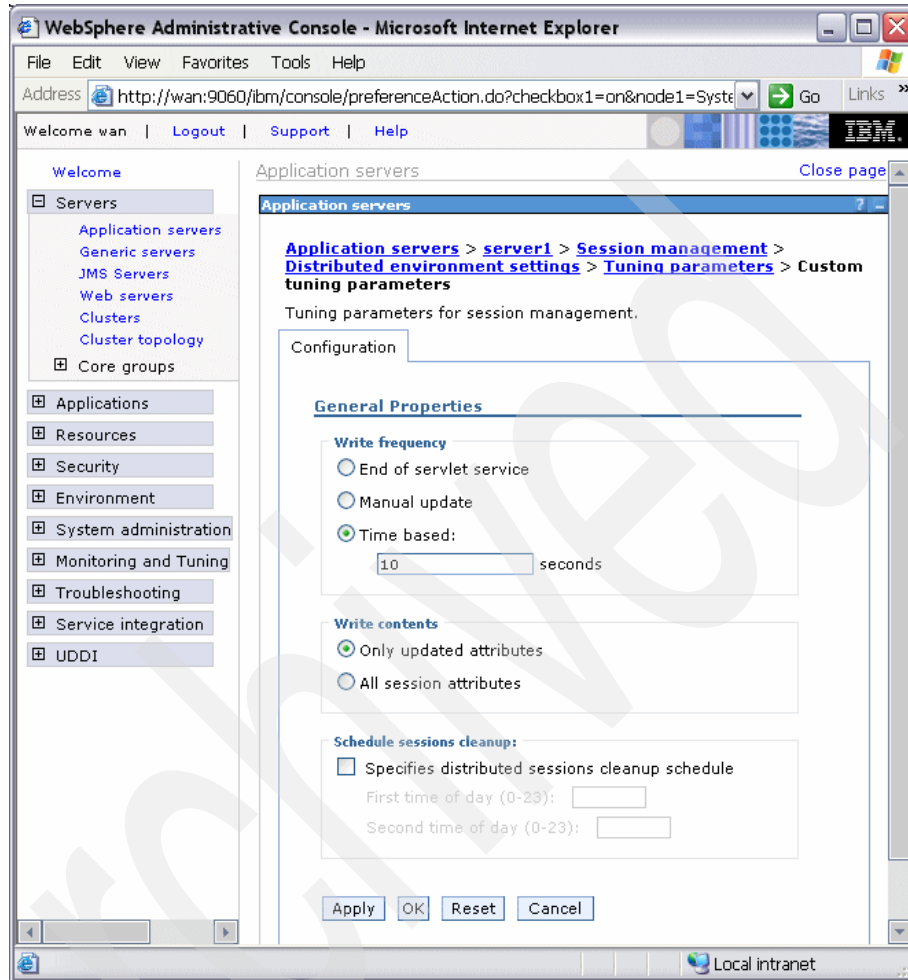 WebSphere Administrative Console - Microsoft Internet Explorer
File Edit View Favorites Tools Help
Address http://wan:9060/ibm/console/preferenceAction.do?checkbox1=on&node1=Syste Go Links »
Welcome wan | Logout | Support | Help IBM.
Welcome
Servers
Application servers
Generic servers
JMS Servers
Web servers
Clusters
Cluster topology
Core groups
Applications
Resources
Security
Environment
System administration
Monitoring and Tuning
Troubleshooting
Service integration
UDDI
Application servers Close page
Application servers ? –
Application servers > server1 > Session management >
Distributed environment settings > Tuning parameters > Custom
tuning parameters
Tuning parameters for session management.
Configuration
General Properties
Write frequency
End of servlet service
Manual update
Time based:
10 seconds
Write contents
Only updated attributes
All session attributes
Schedule sessions cleanup:
Specifies distributed sessions cleanup schedule
First time of day (0-23):
Second time of day (0-23):
Apply OK Reset Cancel
Local intranet
rchived